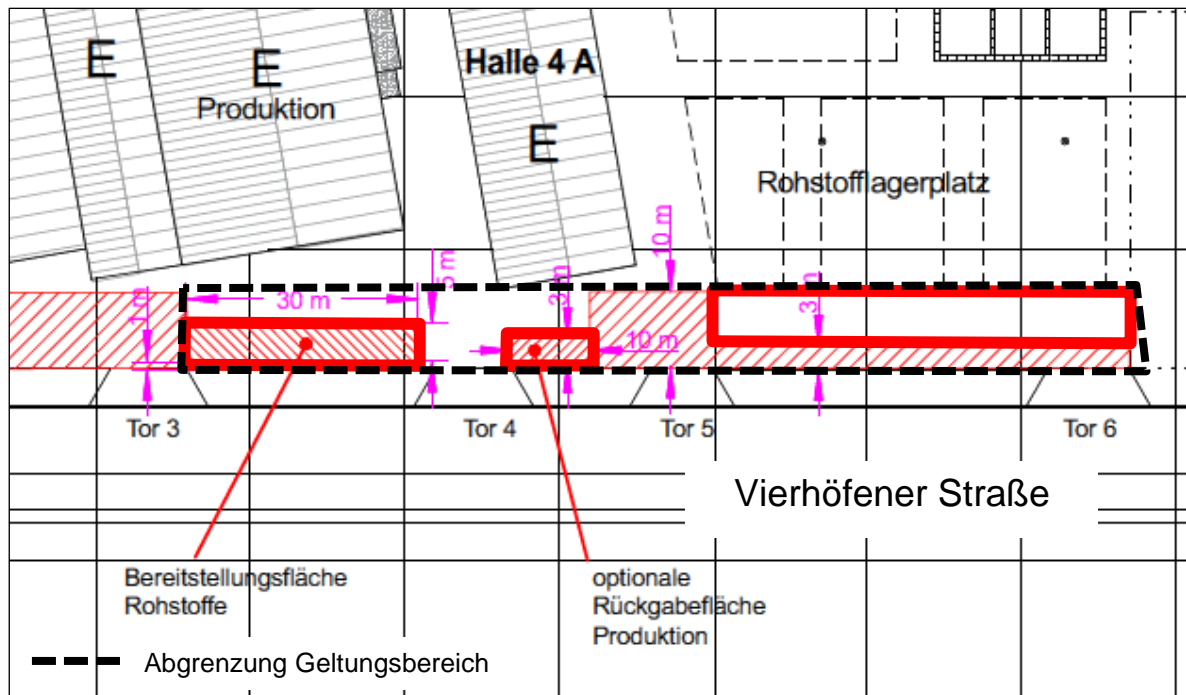 E
E
Produktion
Halle 4 A
E
Rohstofflagerplatz
10 m
30 m
5 m
3 m
3 m
1 m
10 m
Tor 3
Tor 4
Tor 5
Tor 6
Vierhöfener Straße
Bereitstellungsfläche
Rohstoffe
optionale
Rückgabefläche
Produktion
Abgrenzung Geltungsbereich